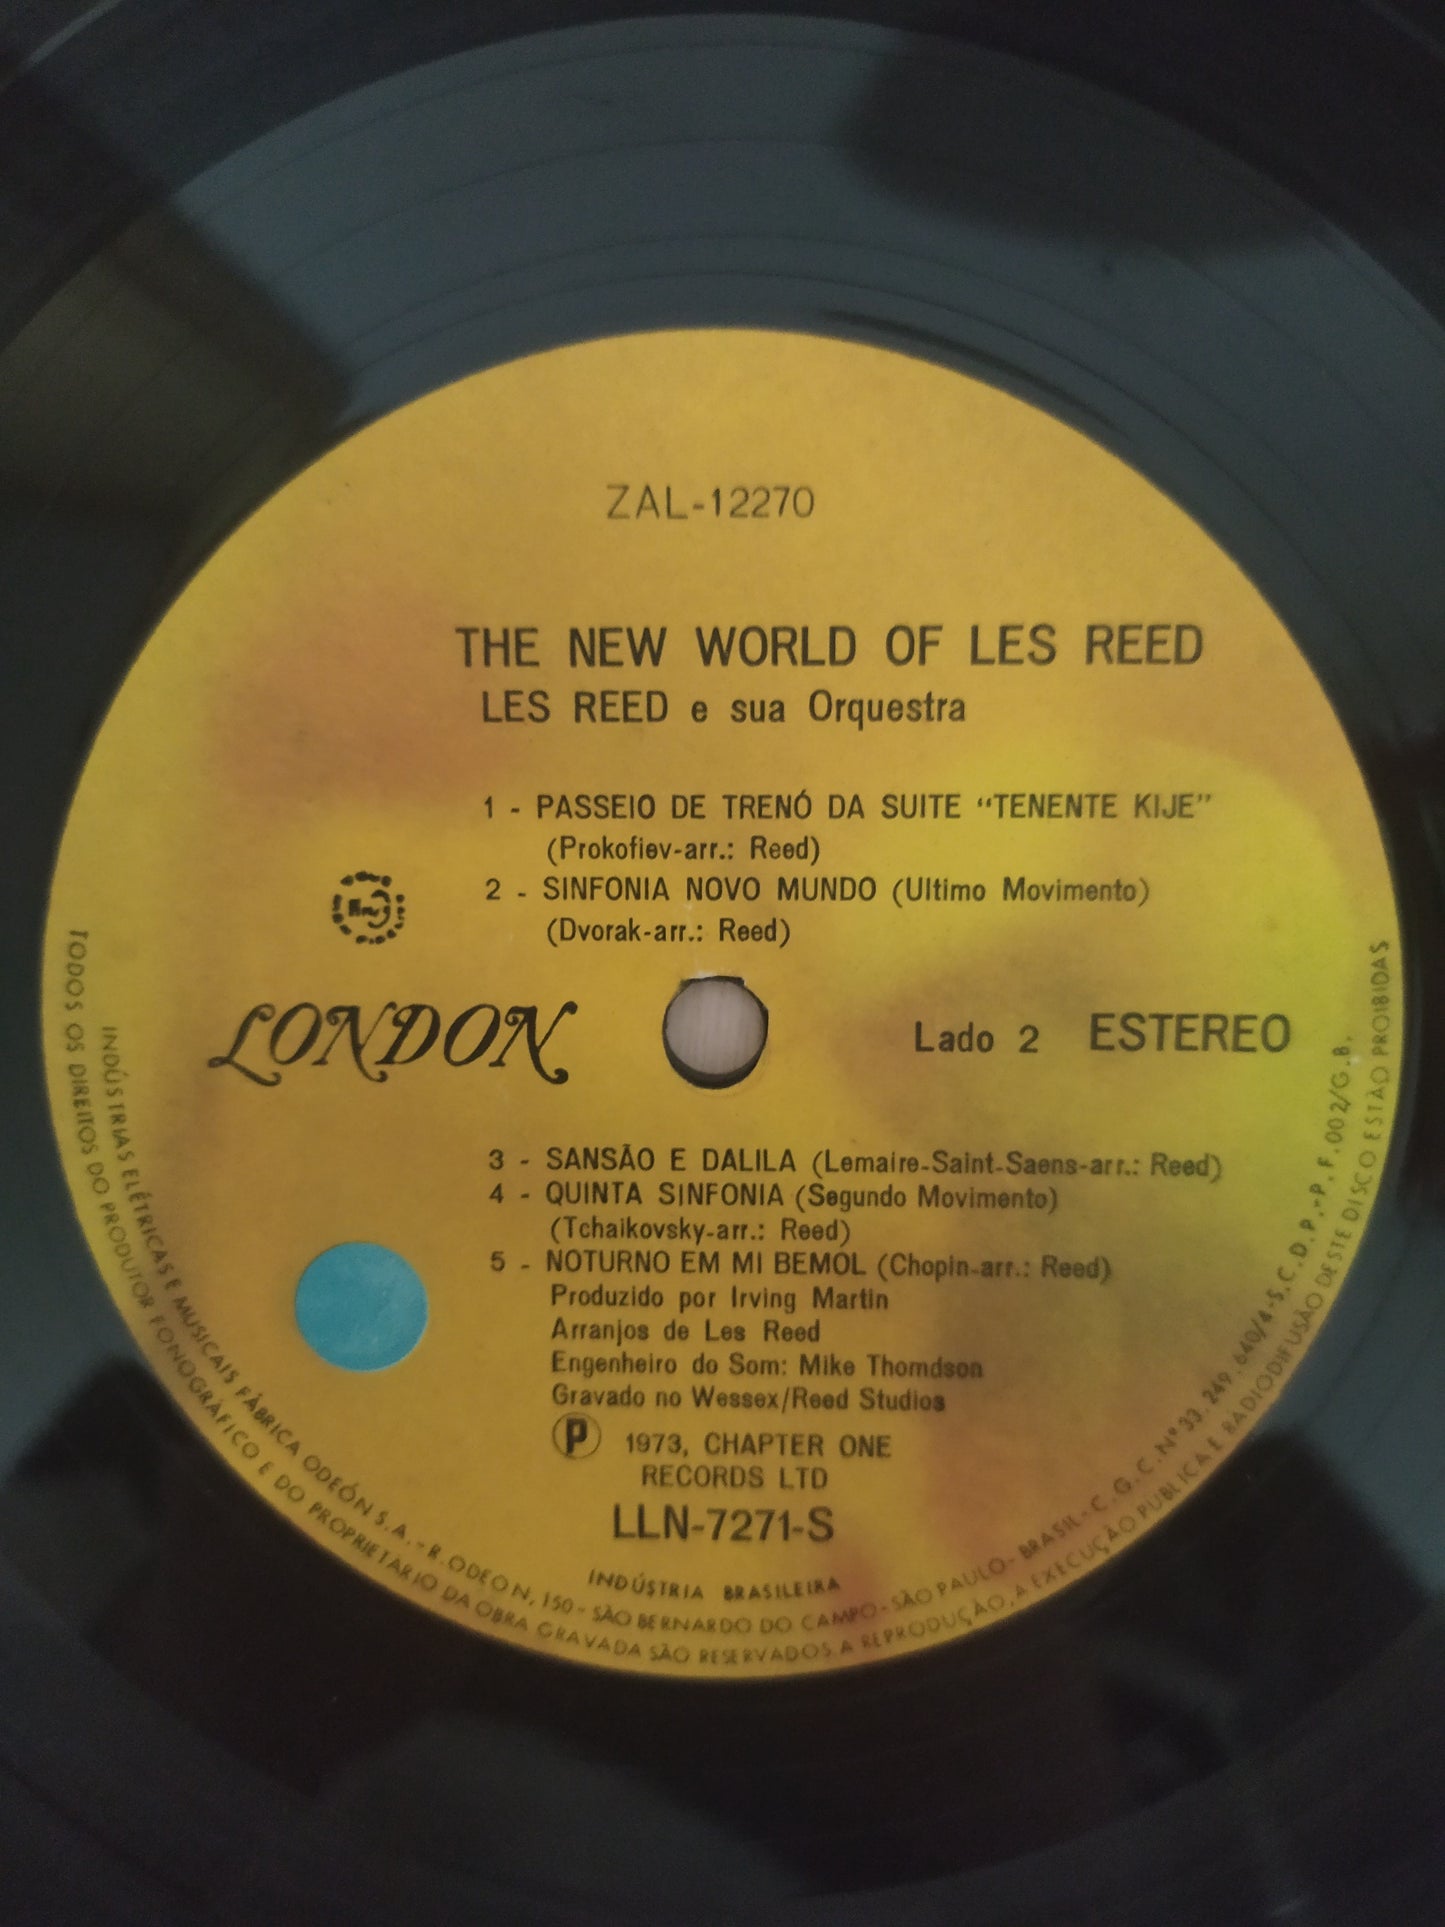 ZAL-12270
THE NEW WORLD OF LES REED
LES REED e sua Orquestra
1 - PASSEIO DE TRENÓ DA SUITE “TENENTE KIJE”
(Prokofiev-arr.: Reed)
2 - SINFONIA NOVO MUNDO (Ultimo Movimento)
(Dvorak-arr.: Reed)
LONDON
Lado 2 ESTEREO
3 - SANSÃO E DALILA (Lemaire-Saint-Saens-arr.: Reed)
4 - QUINTA SINFONIA (Segundo Movimento)
(Tchaikovsky-arr.: Reed)
5 - NOTURNO EM MI BEMOL (Chopin-arr.: Reed)
Produzido por Irving Martin
Arranjos de Les Reed
Engenheiro do Som: Mike Thomdson
Gravado no Wessex/Reed Studios
℗ 1973, CHAPTER ONE
RECORDS LTD
LLN-7271-S
INDÚSTRIA BRASILEIRA
INDÚSTRIAS ELÉTRICAS E MUSICAIS FÁBRICA ODEÓN S.A. - R. ODEON, 150 - SÃO BERNARDO DO CAMPO - SÃO PAULO - BRASIL - C.G.C. Nº 33.249.640/4 - S.C.D.P. - P.F. 002/G.B.
TODOS OS DIREITOS DO PRODUTOR FONOGRÁFICO E DO PROPRIETARIO DA OBRA GRAVADA SÃO RESERVADOS. A REPRODUÇÃO, A EXECUÇÃO PUBLICA E RADIODIFUSÃO DESTE DISCO ESTÃO PROIBIDAS